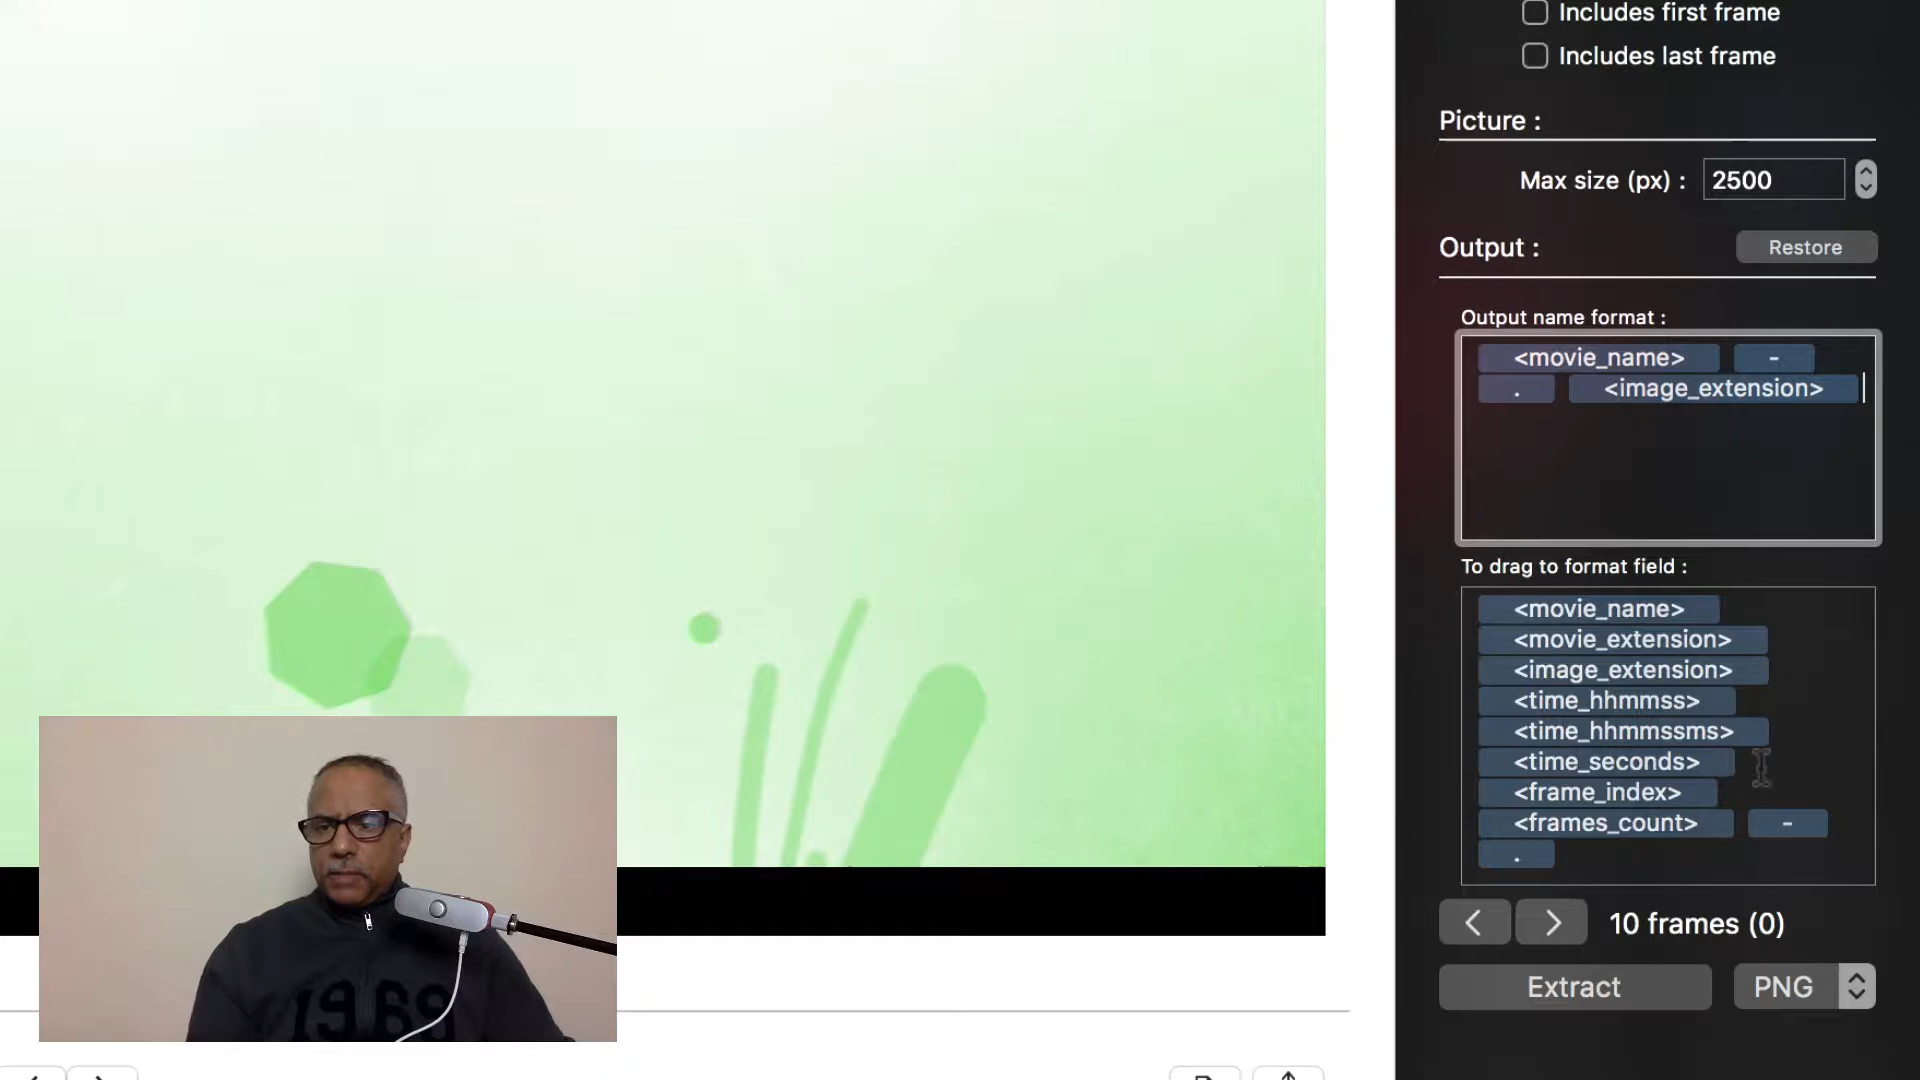 Includes first frame
Includes last frame
Picture :
Max size (px) : 2500
Output : Restore
Output name format :
<movie_name> -
. <image_extension>
To drag to format field :
<movie_name>
<movie_extension>
<image_extension>
<time_hhmmss>
<time_hhmmssms>
<time_seconds>
<frame_index>
<frames_count> -
.
10 frames (0)
Extract PNG
1969